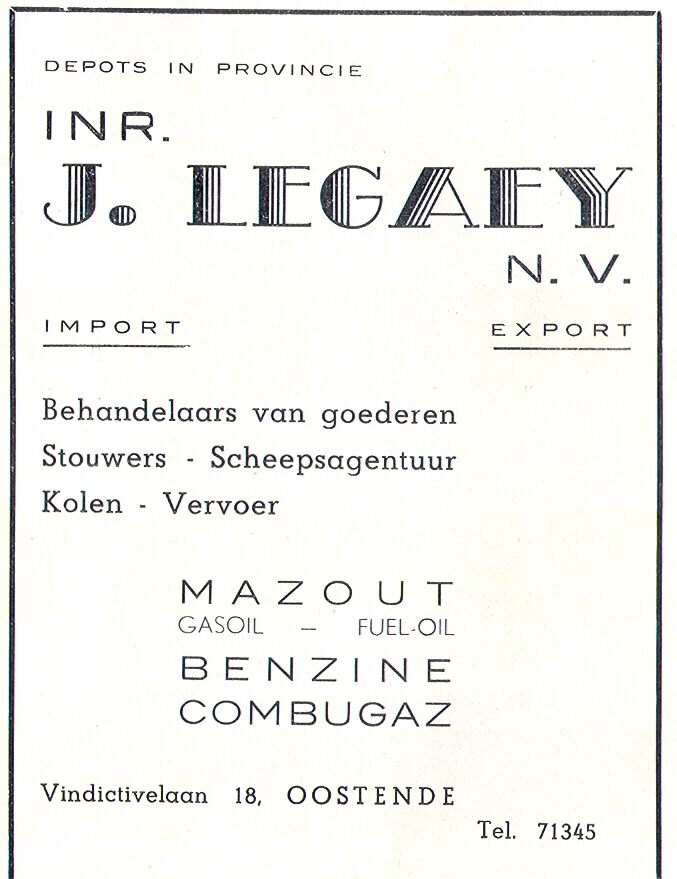 DEPOTS IN PROVINCIE
INR.
J. LEGAEY
N. V.
IMPORT EXPORT
Behandelaars van goederen
Stouwers - Scheepsagentuur
Kolen - Vervoer
MAZOUT
GASOIL — FUEL-OIL
BENZINE
COMBUGAZ
Vindictivelaan 18, OOSTENDE
Tel. 71345